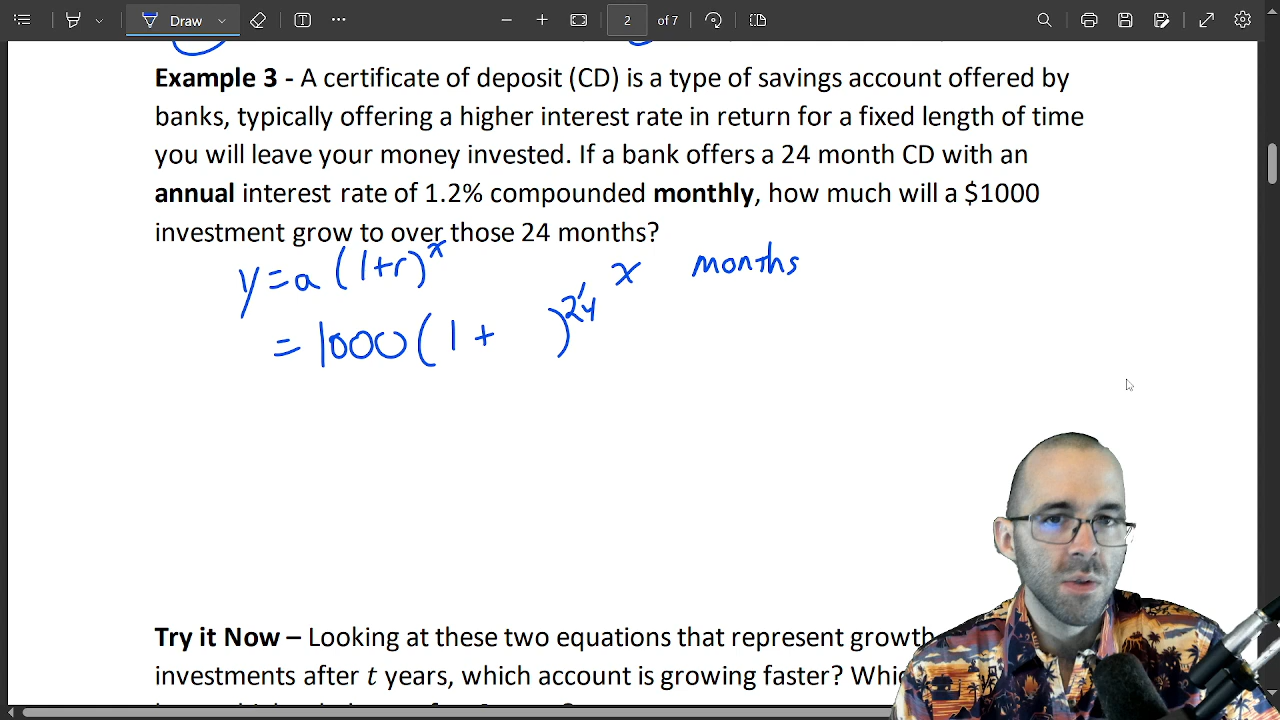 Draw 2 of 7
Example 3 - A certificate of deposit (CD) is a type of savings account offered by
banks, typically offering a higher interest rate in return for a fixed length of time
you will leave your money invested. If a bank offers a 24 month CD with an
annual interest rate of 1.2% compounded monthly, how much will a $1000
investment grow to over those 24 months?
y = a (1+r)^x x months
= 1000 ( 1 + )^24
Try it Now – Looking at these two equations that represent growth
investments after t years, which account is growing faster?